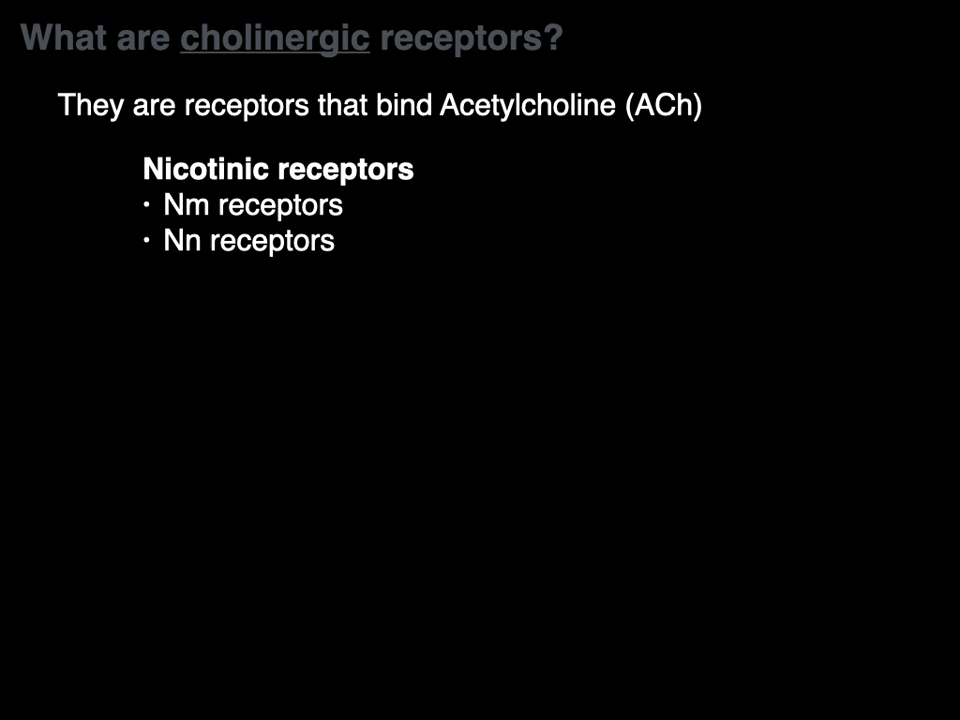 What are cholinergic receptors?
They are receptors that bind Acetylcholine (ACh)
Nicotinic receptors
• Nm receptors
• Nn receptors